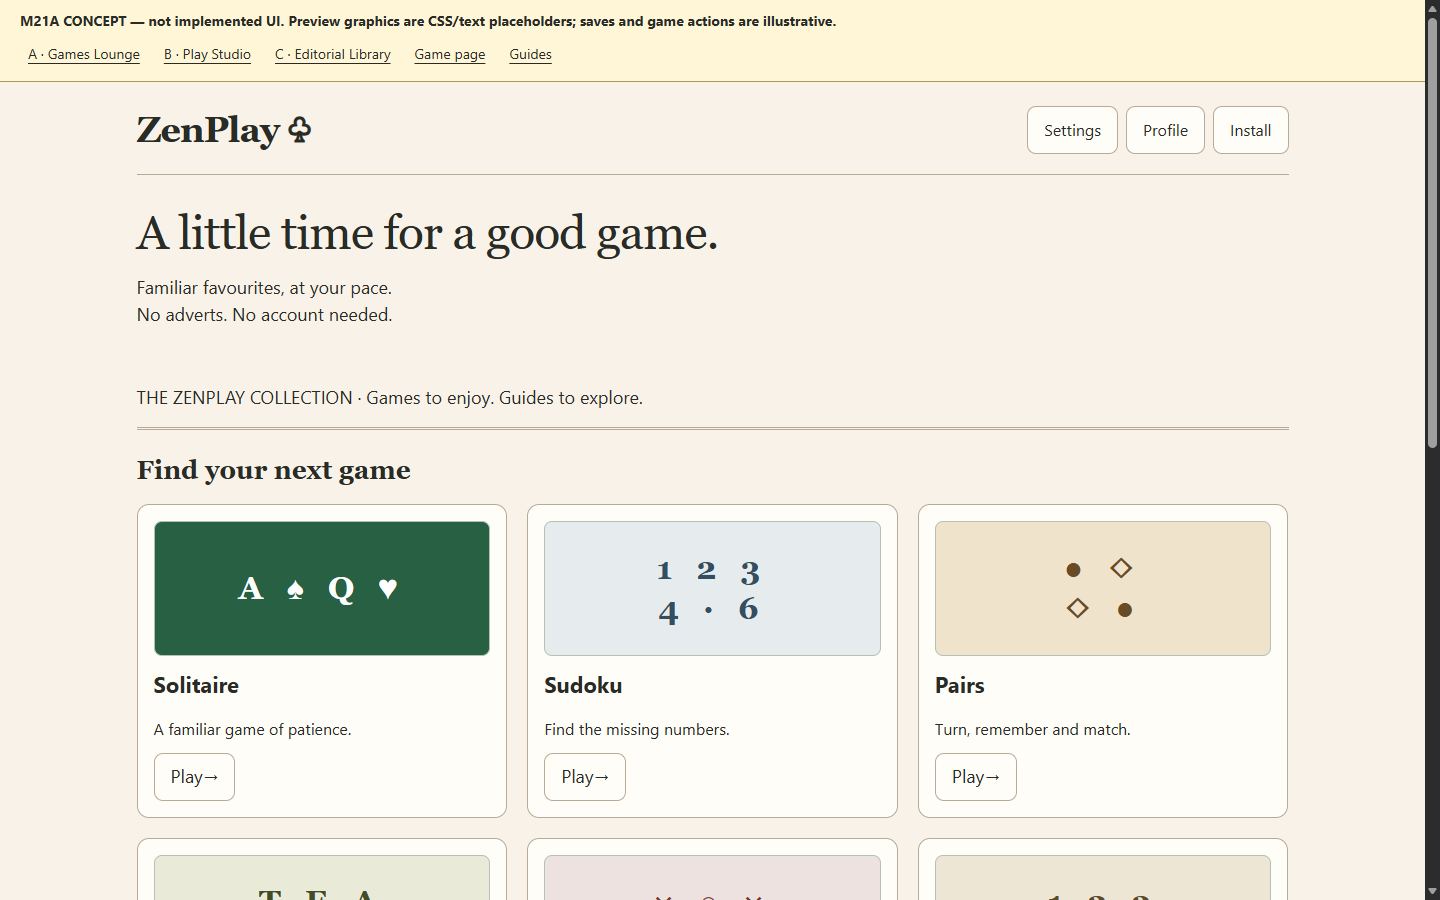 M21A CONCEPT — not implemented UI. Preview graphics are CSS/text placeholders; saves and game actions are illustrative.
A · Games Lounge B · Play Studio C · Editorial Library Game page Guides
ZenPlay ♧
Settings Profile Install
A little time for a good game.
Familiar favourites, at your pace.
No adverts. No account needed.
THE ZENPLAY COLLECTION · Games to enjoy. Guides to explore.
Find your next game
A ♠ Q ♥
Solitaire
A familiar game of patience.
Play→
1 2 3
4 · 6
Sudoku
Find the missing numbers.
Play→
● ◇
◇ ●
Pairs
Turn, remember and match.
Play→
T E A